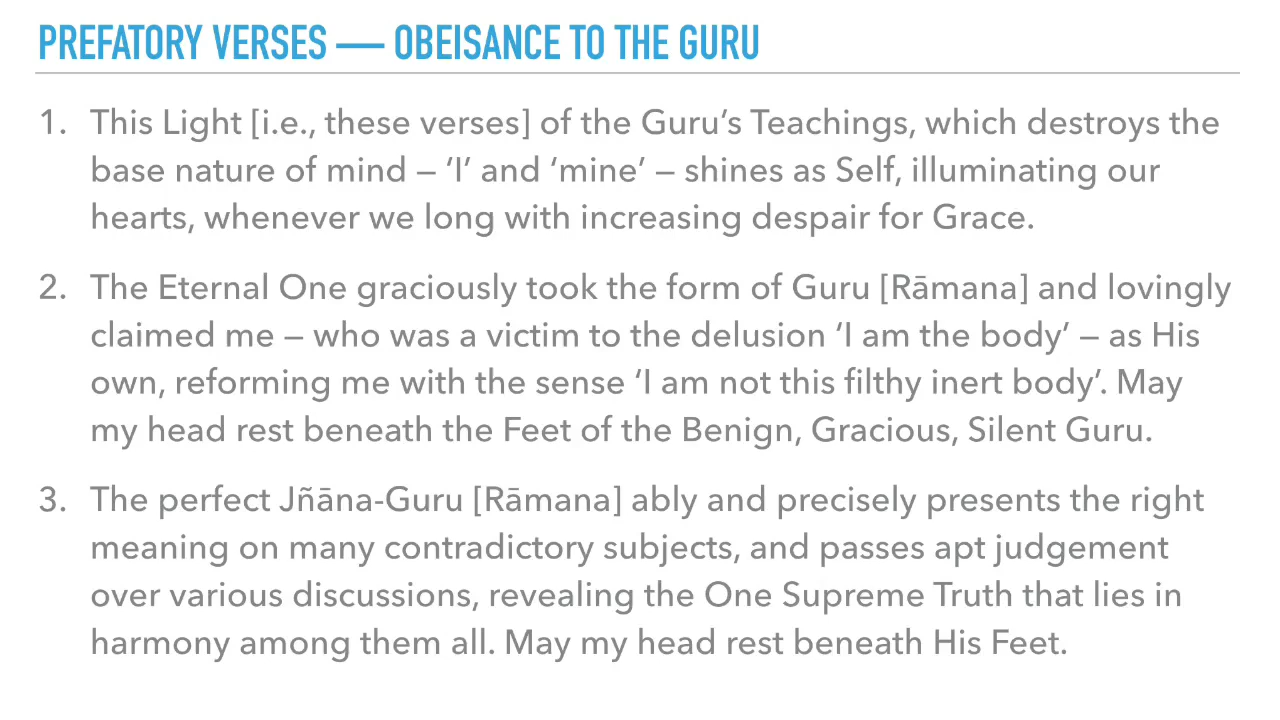 PREFATORY VERSES — OBEISANCE TO THE GURU
1. This Light [i.e., these verses] of the Guru’s Teachings, which destroys the
base nature of mind – ‘I’ and ‘mine’ – shines as Self, illuminating our
hearts, whenever we long with increasing despair for Grace.
2. The Eternal One graciously took the form of Guru [Rāmana] and lovingly
claimed me – who was a victim to the delusion ‘I am the body’ – as His
own, reforming me with the sense ‘I am not this filthy inert body’. May
my head rest beneath the Feet of the Benign, Gracious, Silent Guru.
3. The perfect Jñāna-Guru [Rāmana] ably and precisely presents the right
meaning on many contradictory subjects, and passes apt judgement
over various discussions, revealing the One Supreme Truth that lies in
harmony among them all. May my head rest beneath His Feet.